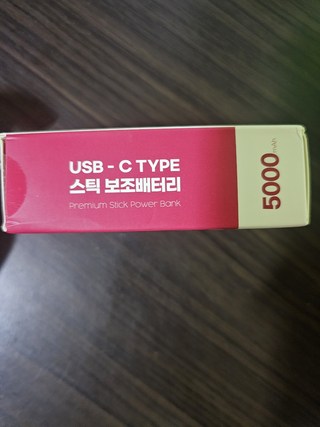 USB - C TYPE
스틱 보조배터리
Premium Stick Power Bank
5000mAh